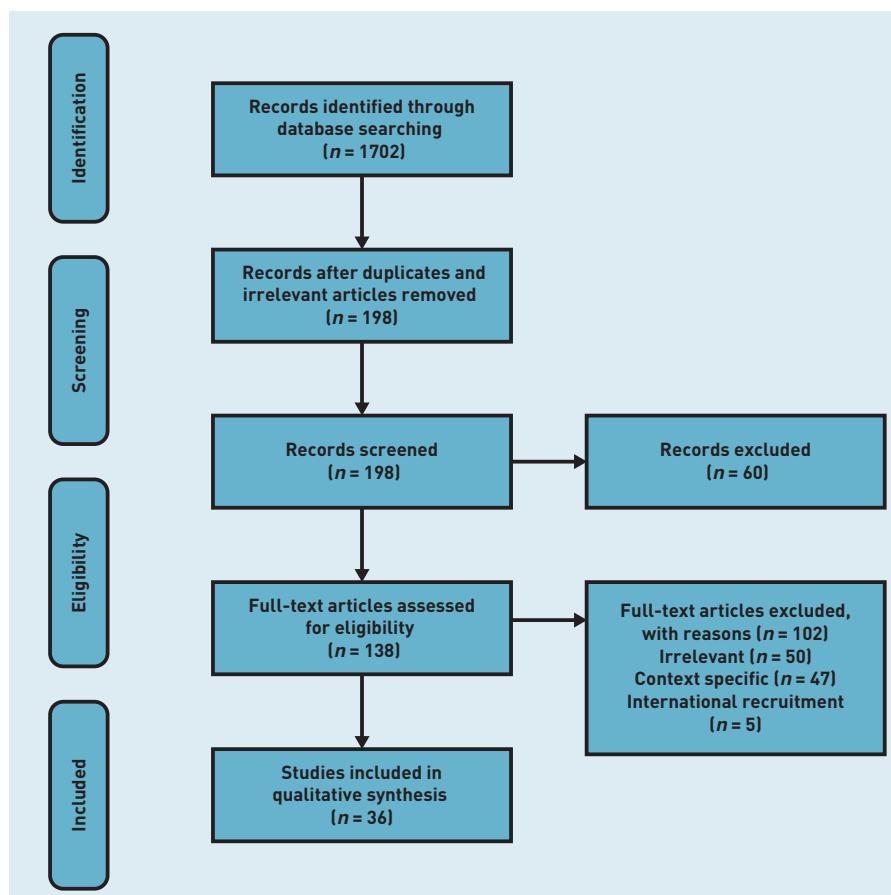 Identification
Records identified through
database searching
(n = 1702)
Screening
Records after duplicates and
irrelevant articles removed
(n = 198)
Records screened
(n = 198)
Records excluded
(n = 60)
Eligibility
Full-text articles assessed
for eligibility
(n = 138)
Full-text articles excluded,
with reasons (n = 102)
Irrelevant (n = 50)
Context specific (n = 47)
International recruitment
(n = 5)
Included
Studies included in
qualitative synthesis
(n = 36)